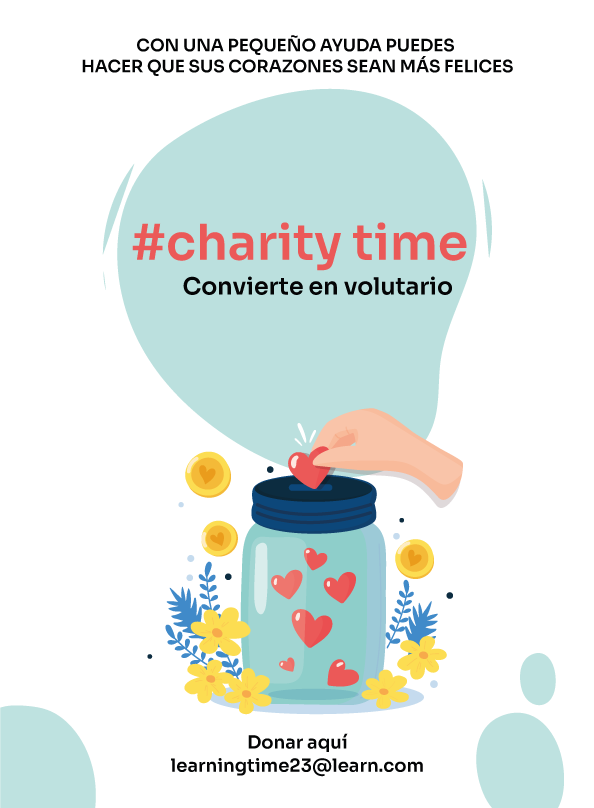 CON UNA PEQUEÑO AYUDA PUEDES
HACER QUE SUS CORAZONES SEAN MÁS FELICES
#charity time
Convierte en volutario
Donar aquí
learningtime23@learn.com